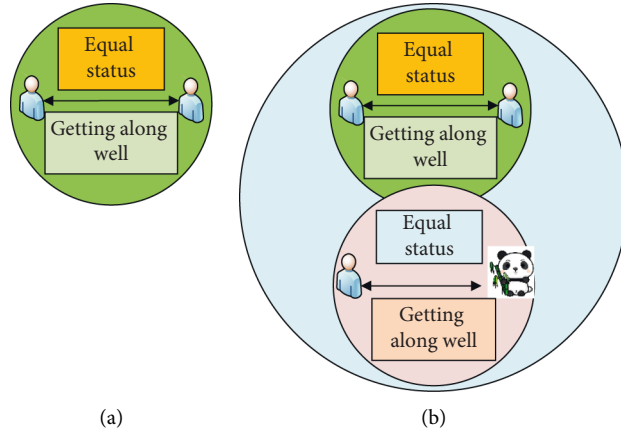 Equal
status
Getting along
well
Equal
status
Getting along
well
Equal
status
Getting
along well
(a)
(b)